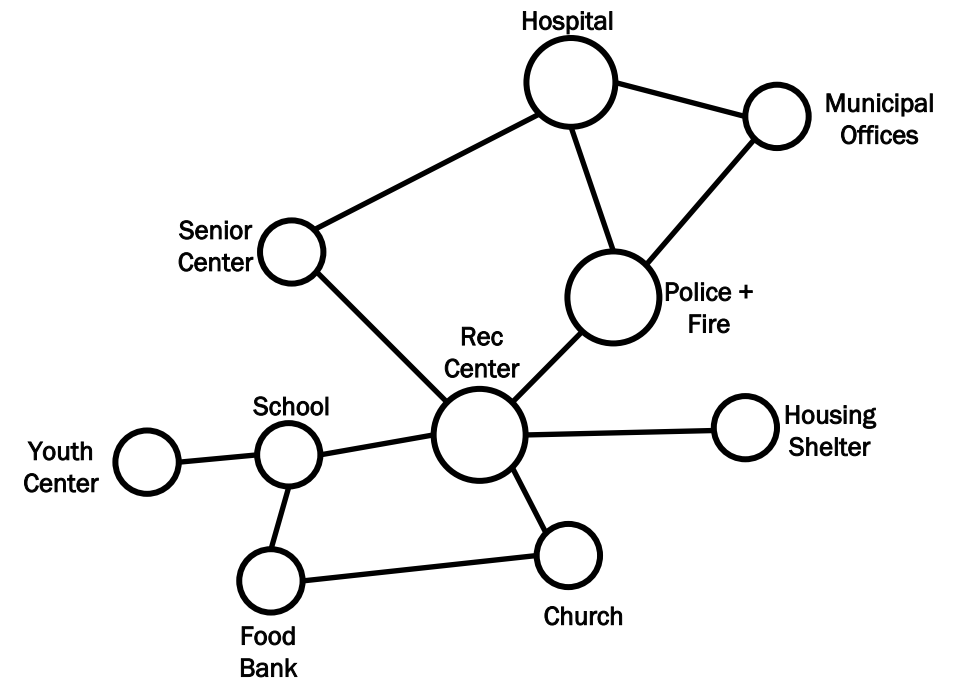 Hospital
Municipal
Offices
Senior
Center
Police +
Fire
Rec
Center
School
Housing
Shelter
Youth
Center
Church
Food
Bank